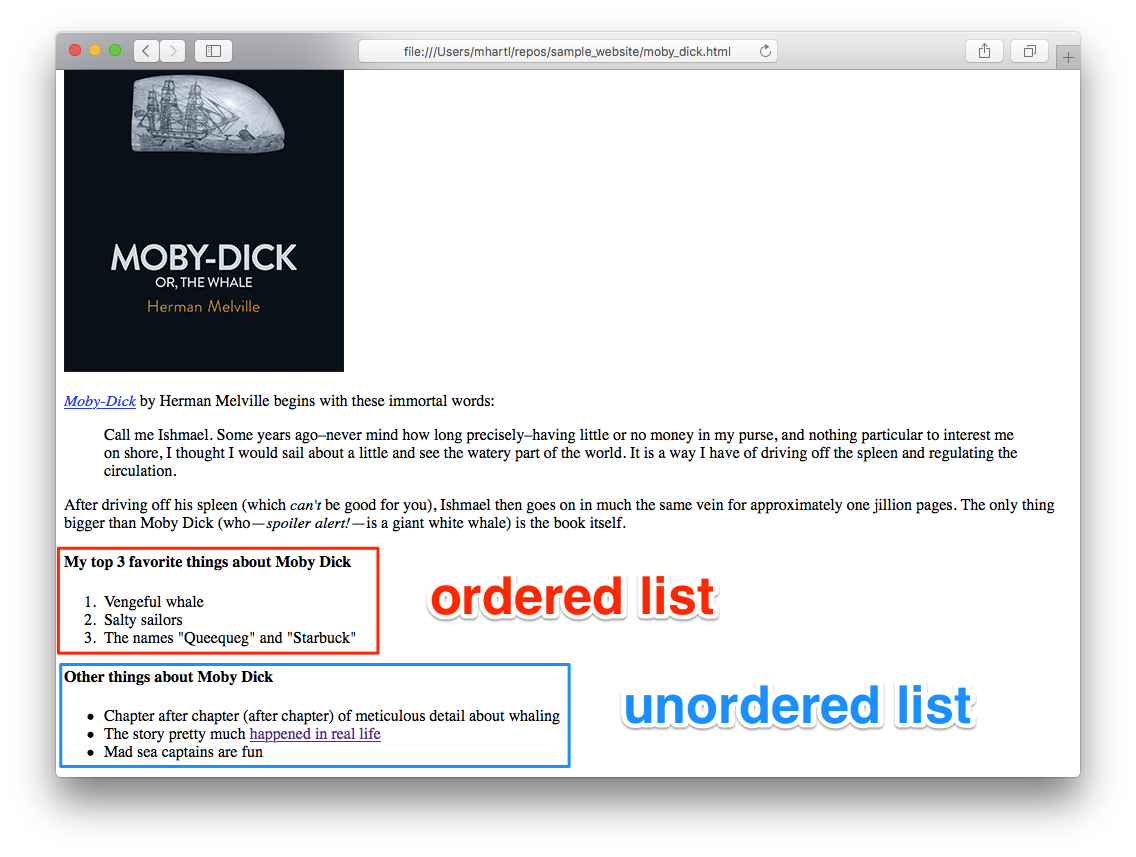 file:///Users/mhartl/repos/sample_website/moby_dick.html
MOBY-DICK
OR, THE WHALE
Herman Melville
Moby-Dick by Herman Melville begins with these immortal words:
Call me Ishmael. Some years ago–never mind how long precisely–having little or no money in my purse, and nothing particular to interest me
on shore, I thought I would sail about a little and see the watery part of the world. It is a way I have of driving off the spleen and regulating the
circulation.
After driving off his spleen (which can't be good for you), Ishmael then goes on in much the same vein for approximately one jillion pages. The only thing
bigger than Moby Dick (who—spoiler alert!—is a giant white whale) is the book itself.
My top 3 favorite things about Moby Dick
1. Vengeful whale
2. Salty sailors
3. The names "Queequeg" and "Starbuck"
ordered list
Other things about Moby Dick
• Chapter after chapter (after chapter) of meticulous detail about whaling
• The story pretty much happened in real life
• Mad sea captains are fun
unordered list